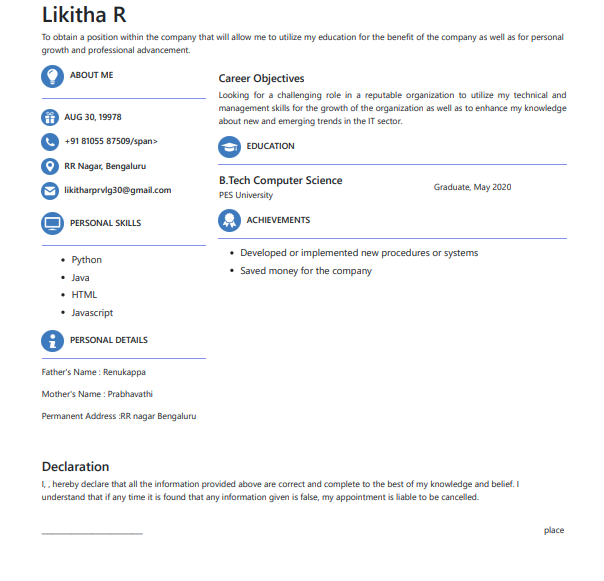 Likitha R
To obtain a position within the company that will allow me to utilize my education for the benefit of the company as well as for personal
growth and professional advancement.
ABOUT ME
AUG 30, 19978
+91 81055 87509/span>
RR Nagar, Bengaluru
likitharprvlg30@gmail.com
PERSONAL SKILLS
• Python
• Java
• HTML
• Javascript
PERSONAL DETAILS
Father's Name : Renukappa
Mother's Name : Prabhavathi
Permanent Address :RR nagar Bengaluru
Career Objectives
Looking for a challenging role in a reputable organization to utilize my technical and
management skills for the growth of the organization as well as to enhance my knowledge
about new and emerging trends in the IT sector.
EDUCATION
B.Tech Computer Science
Graduate, May 2020
PES University
ACHIEVEMENTS
• Developed or implemented new procedures or systems
• Saved money for the company
Declaration
I, , hereby declare that all the information provided above are correct and complete to the best of my knowledge and belief. I
understand that if any time it is found that any information given is false, my appointment is liable to be cancelled.
place